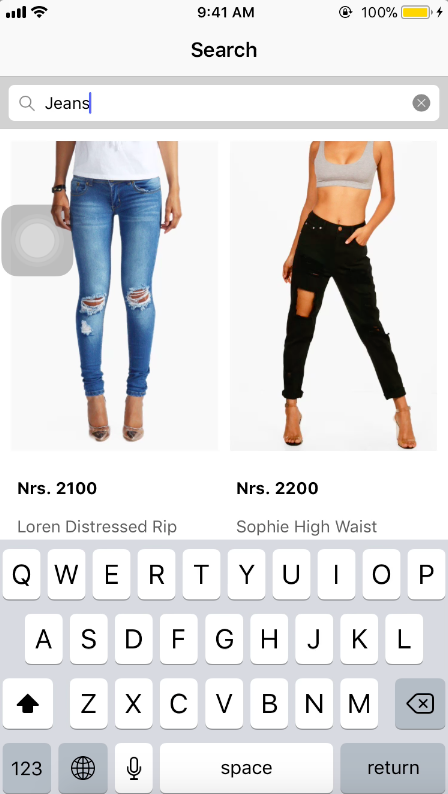 9:41 AM 100%
Search
Jeans
Nrs. 2100 Nrs. 2200
Loren Distressed Rip Sophie High Waist
Q W E R T Y U I O P
A S D F G H J K L
Z X C V B N M
123 space return